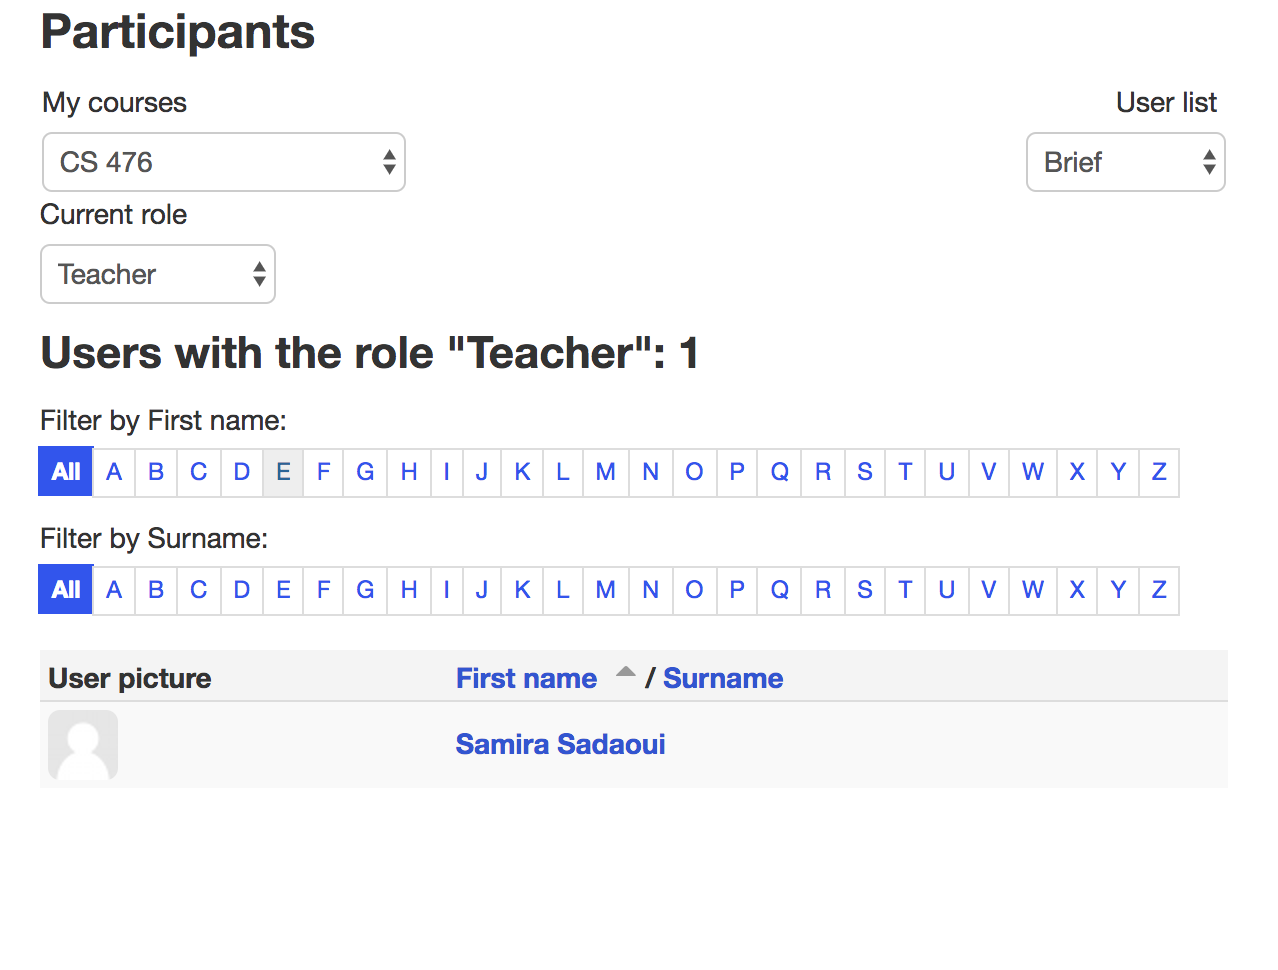 Participants
My courses User list
CS 476 Brief
Current role
Teacher
Users with the role "Teacher": 1
Filter by First name:
All A B C D E F G H I J K L M N O P Q R S T U V W X Y Z
Filter by Surname:
All A B C D E F G H I J K L M N O P Q R S T U V W X Y Z
User picture First name / Surname
Samira Sadaoui